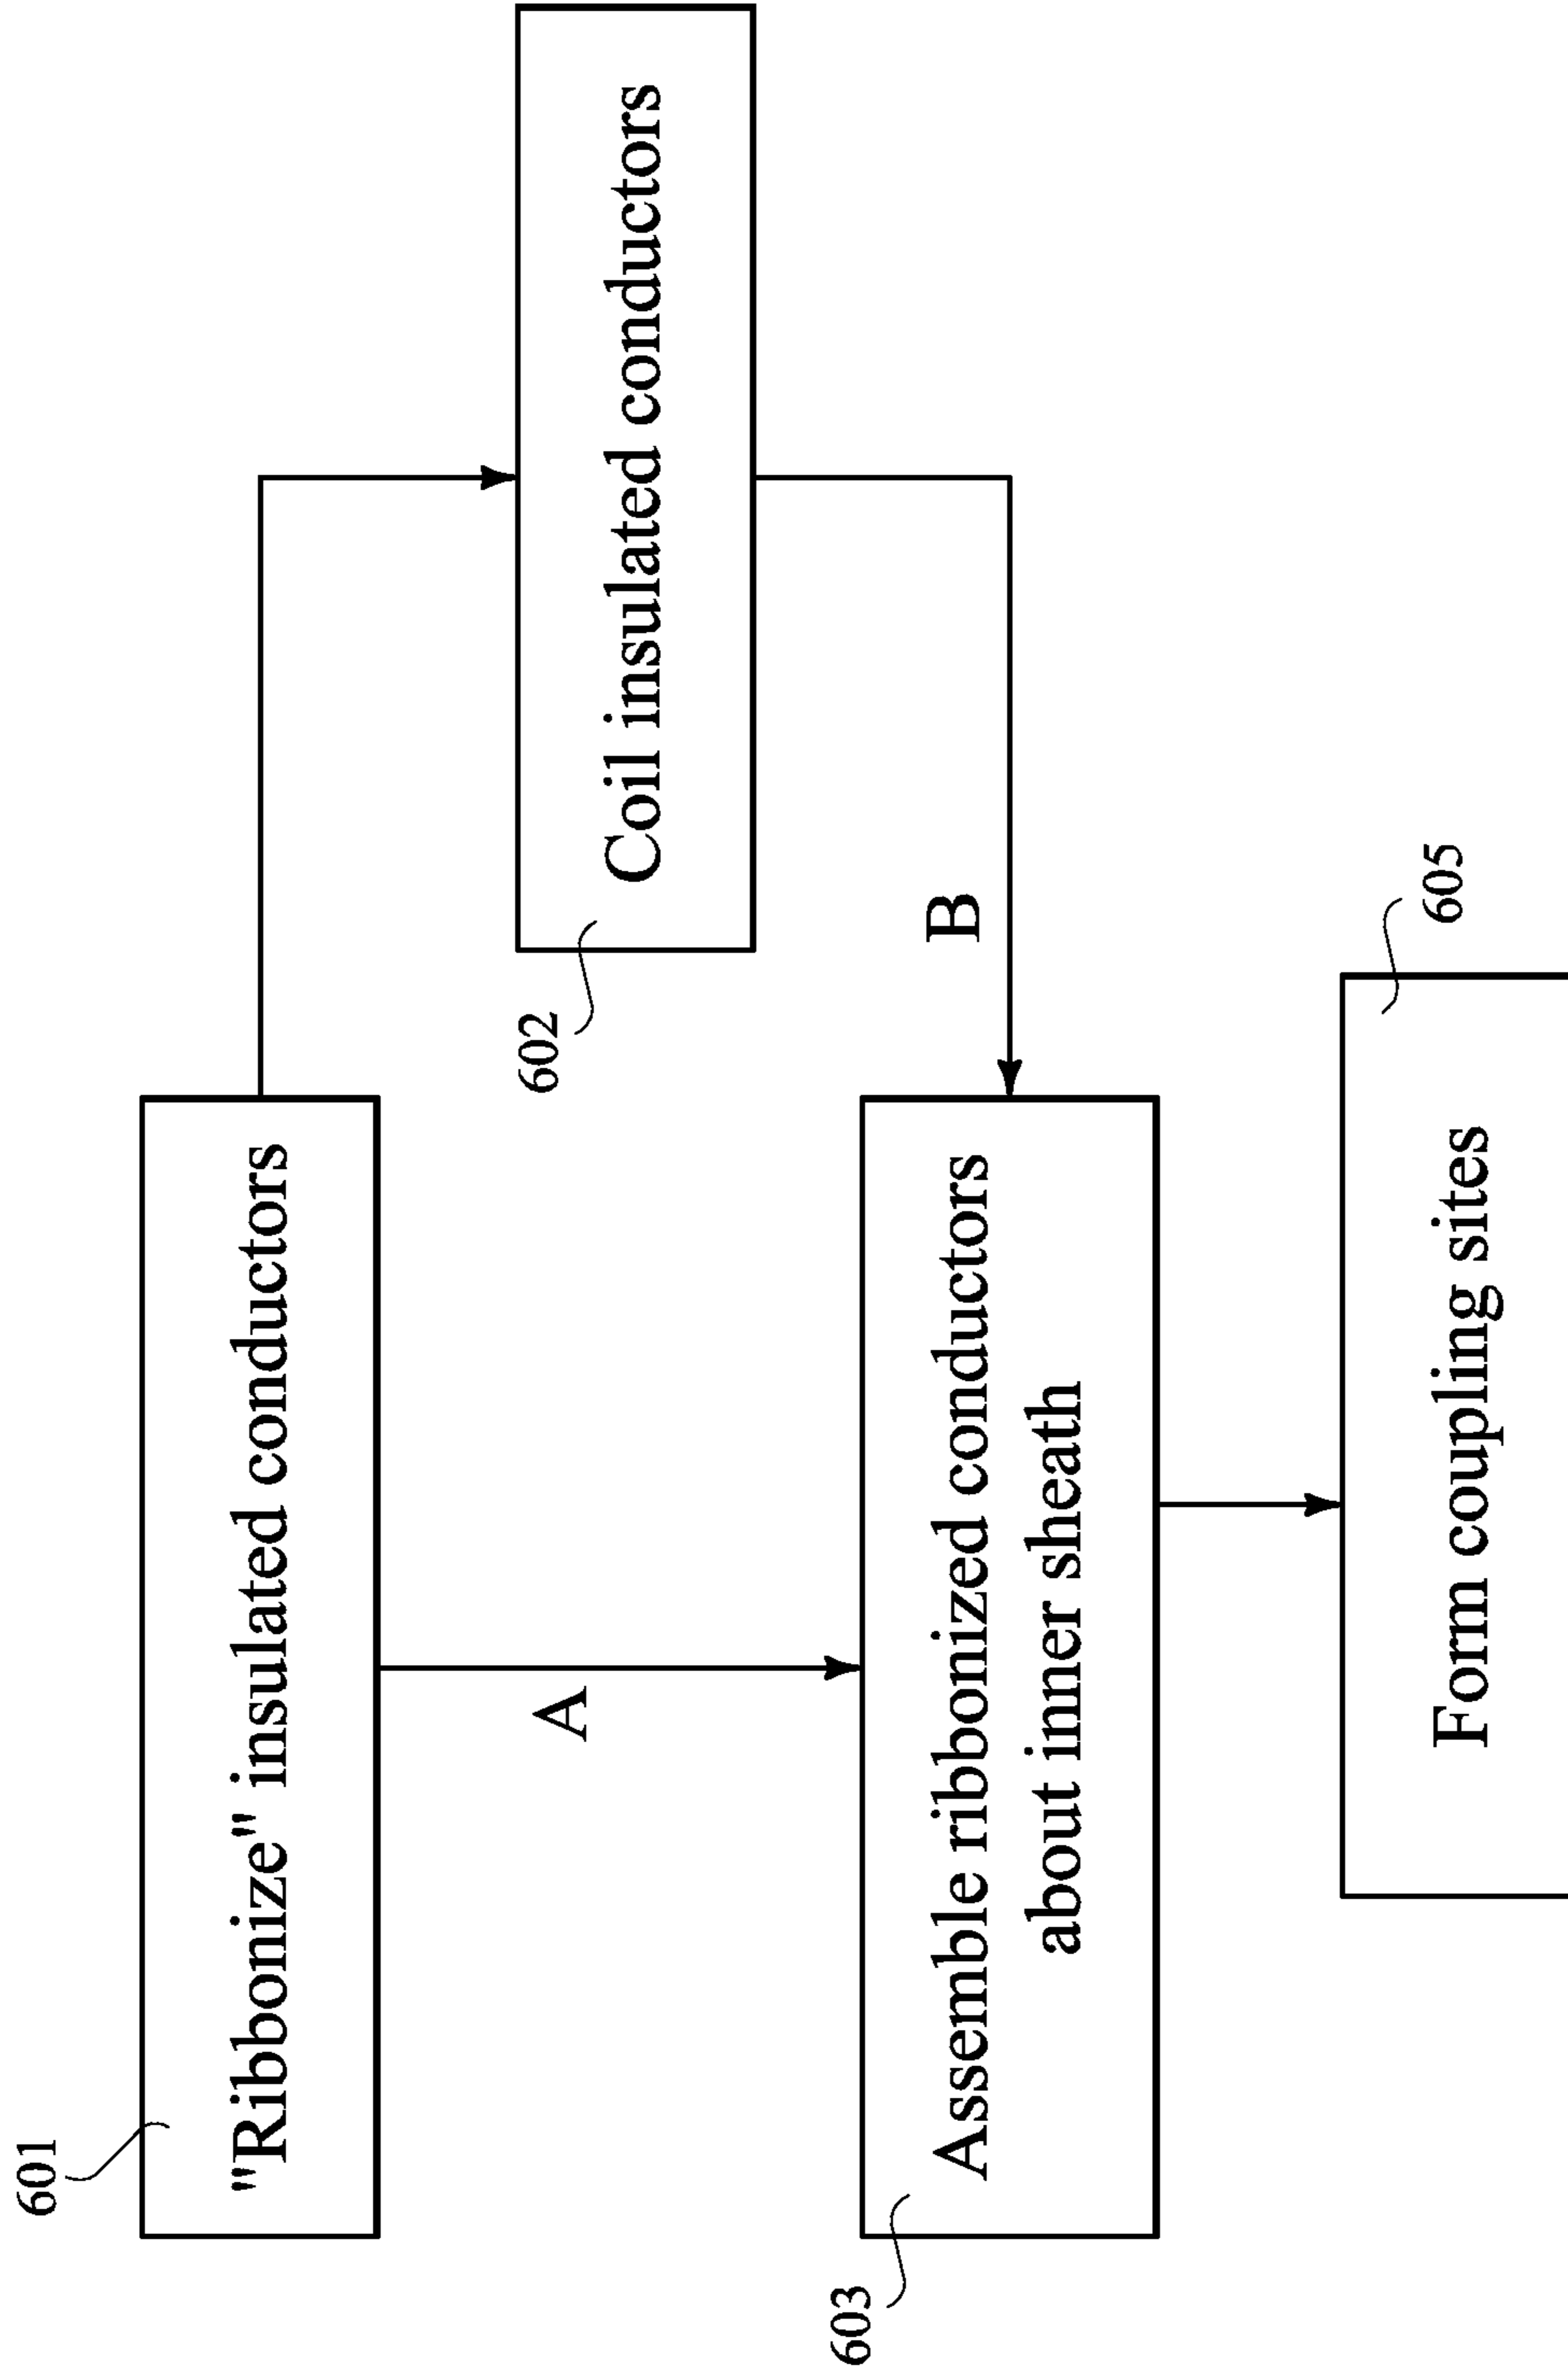 601
"Ribbonize" insulated conductors
602
Coil insulated conductors
A
B
603
Assemble ribbonized conductors
about inner sheath
605
Form coupling sites